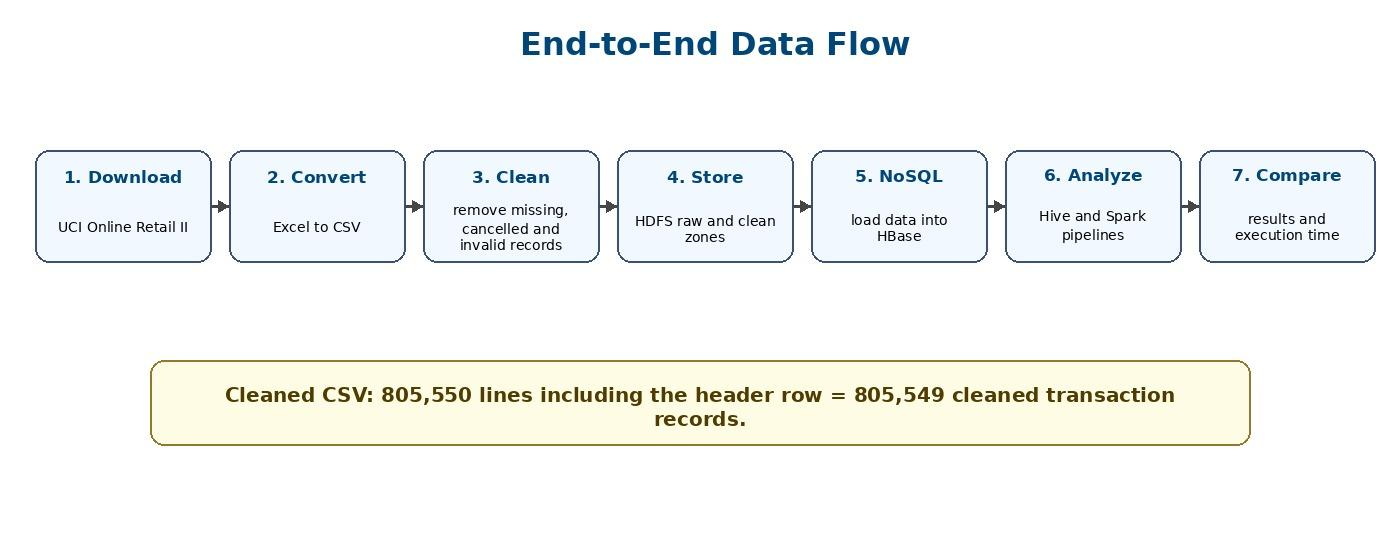 End-to-End Data Flow
1. Download
UCI Online Retail II
2. Convert
Excel to CSV
3. Clean
remove missing,
cancelled and
invalid records
4. Store
HDFS raw and clean
zones
5. NoSQL
load data into
HBase
6. Analyze
Hive and Spark
pipelines
7. Compare
results and
execution time
Cleaned CSV: 805,550 lines including the header row = 805,549 cleaned transaction
records.